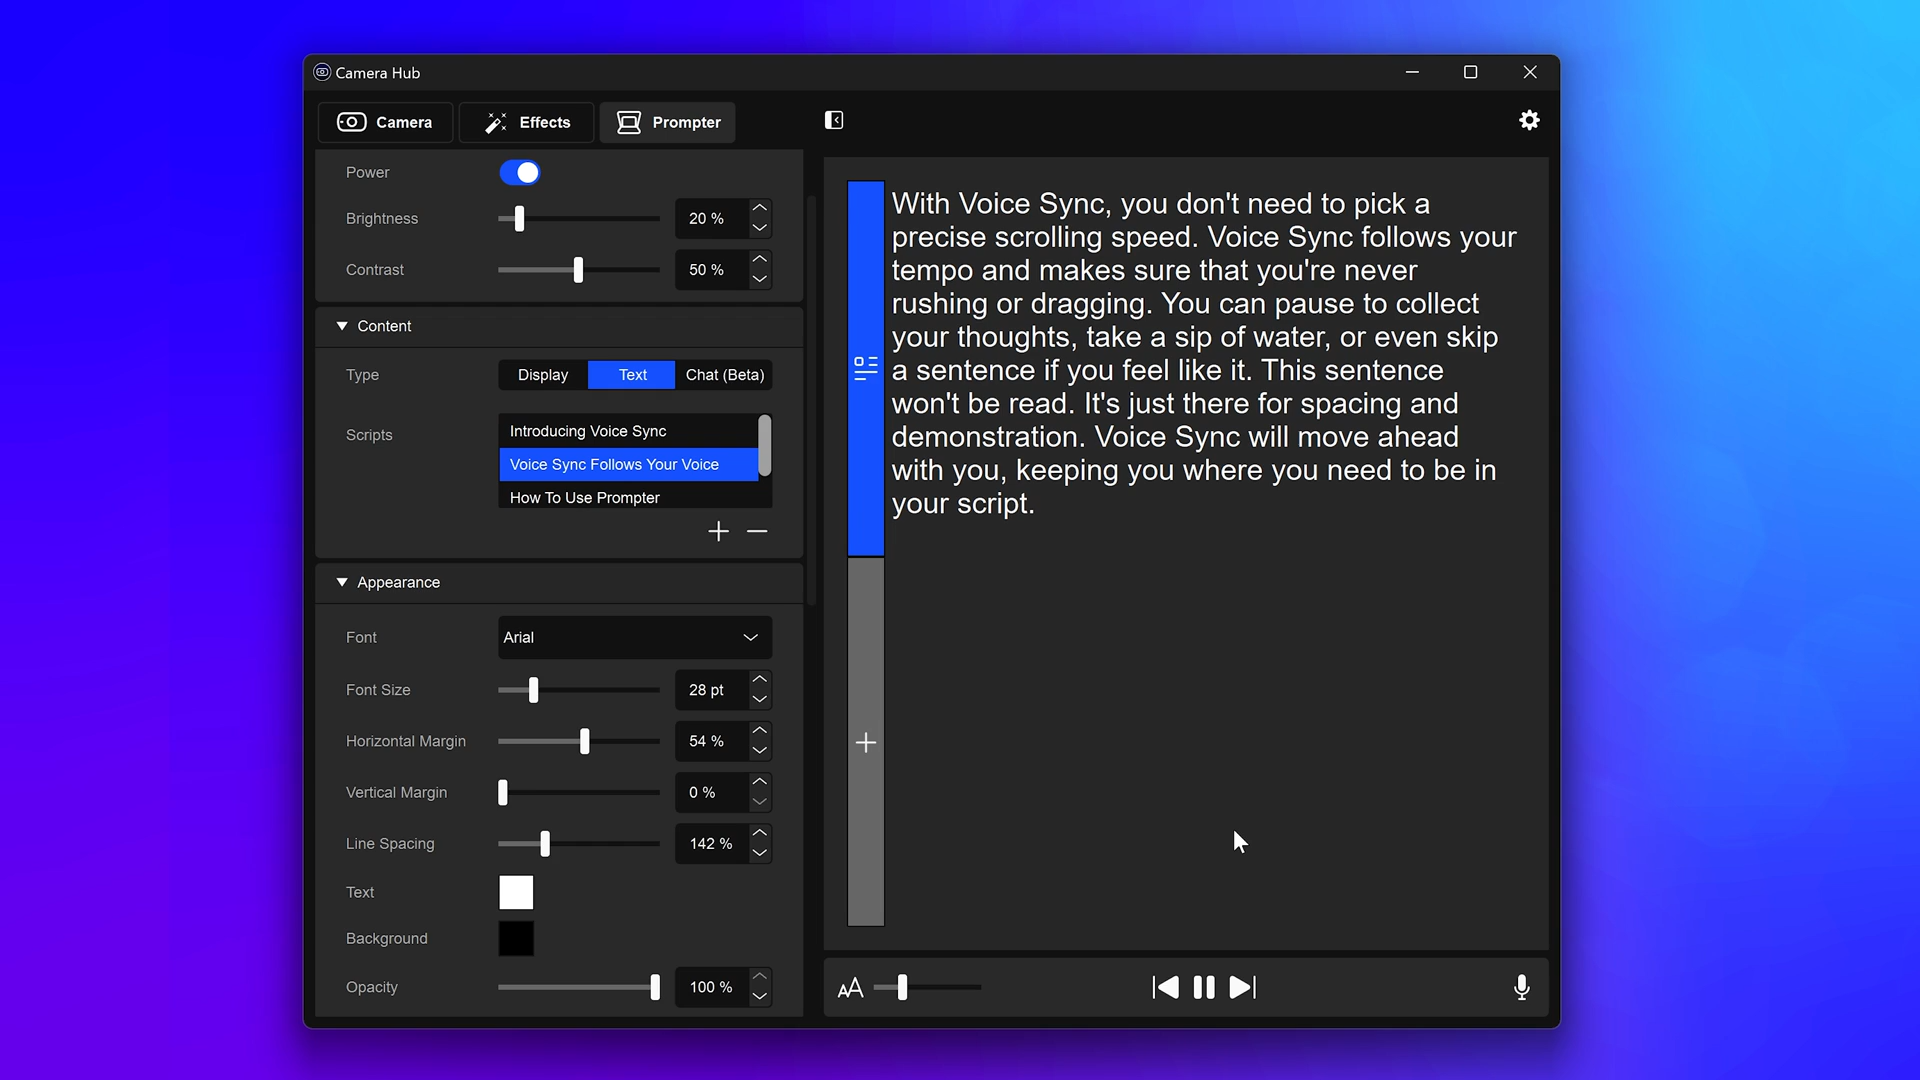 Camera Hub
Camera
Effects
Prompter
Power
Brightness
20 %
Contrast
50 %
Content
Type
Display
Text
Chat (Beta)
Scripts
Introducing Voice Sync
Voice Sync Follows Your Voice
How To Use Prompter
Appearance
Font
Arial
Font Size
28 pt
Horizontal Margin
54 %
Vertical Margin
0 %
Line Spacing
142 %
Text
Background
Opacity
100 %
With Voice Sync, you don't need to pick a
precise scrolling speed. Voice Sync follows your
tempo and makes sure that you're never
rushing or dragging. You can pause to collect
your thoughts, take a sip of water, or even skip
a sentence if you feel like it. This sentence
won't be read. It's just there for spacing and
demonstration. Voice Sync will move ahead
with you, keeping you where you need to be in
your script.
AA